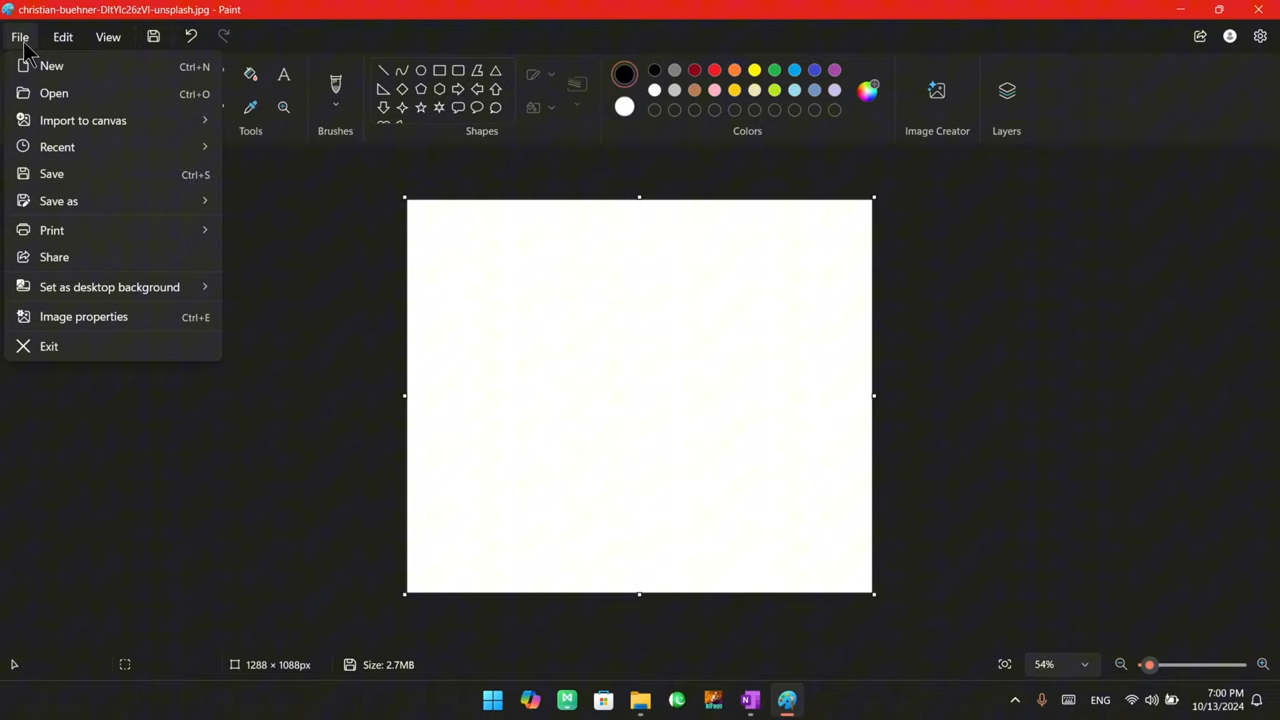 christian-buehner-DItYlc26zVI-unsplash.jpg - Paint
File Edit View
New Ctrl+N
Open Ctrl+O
Import to canvas
Recent
Save Ctrl+S
Save as
Print
Share
Set as desktop background
Image properties Ctrl+E
Exit
Tools
Brushes
Shapes
Colors
Image Creator
Layers
1288 × 1088px
Size: 2.7MB
54%
ENG
7:00 PM
10/13/2024